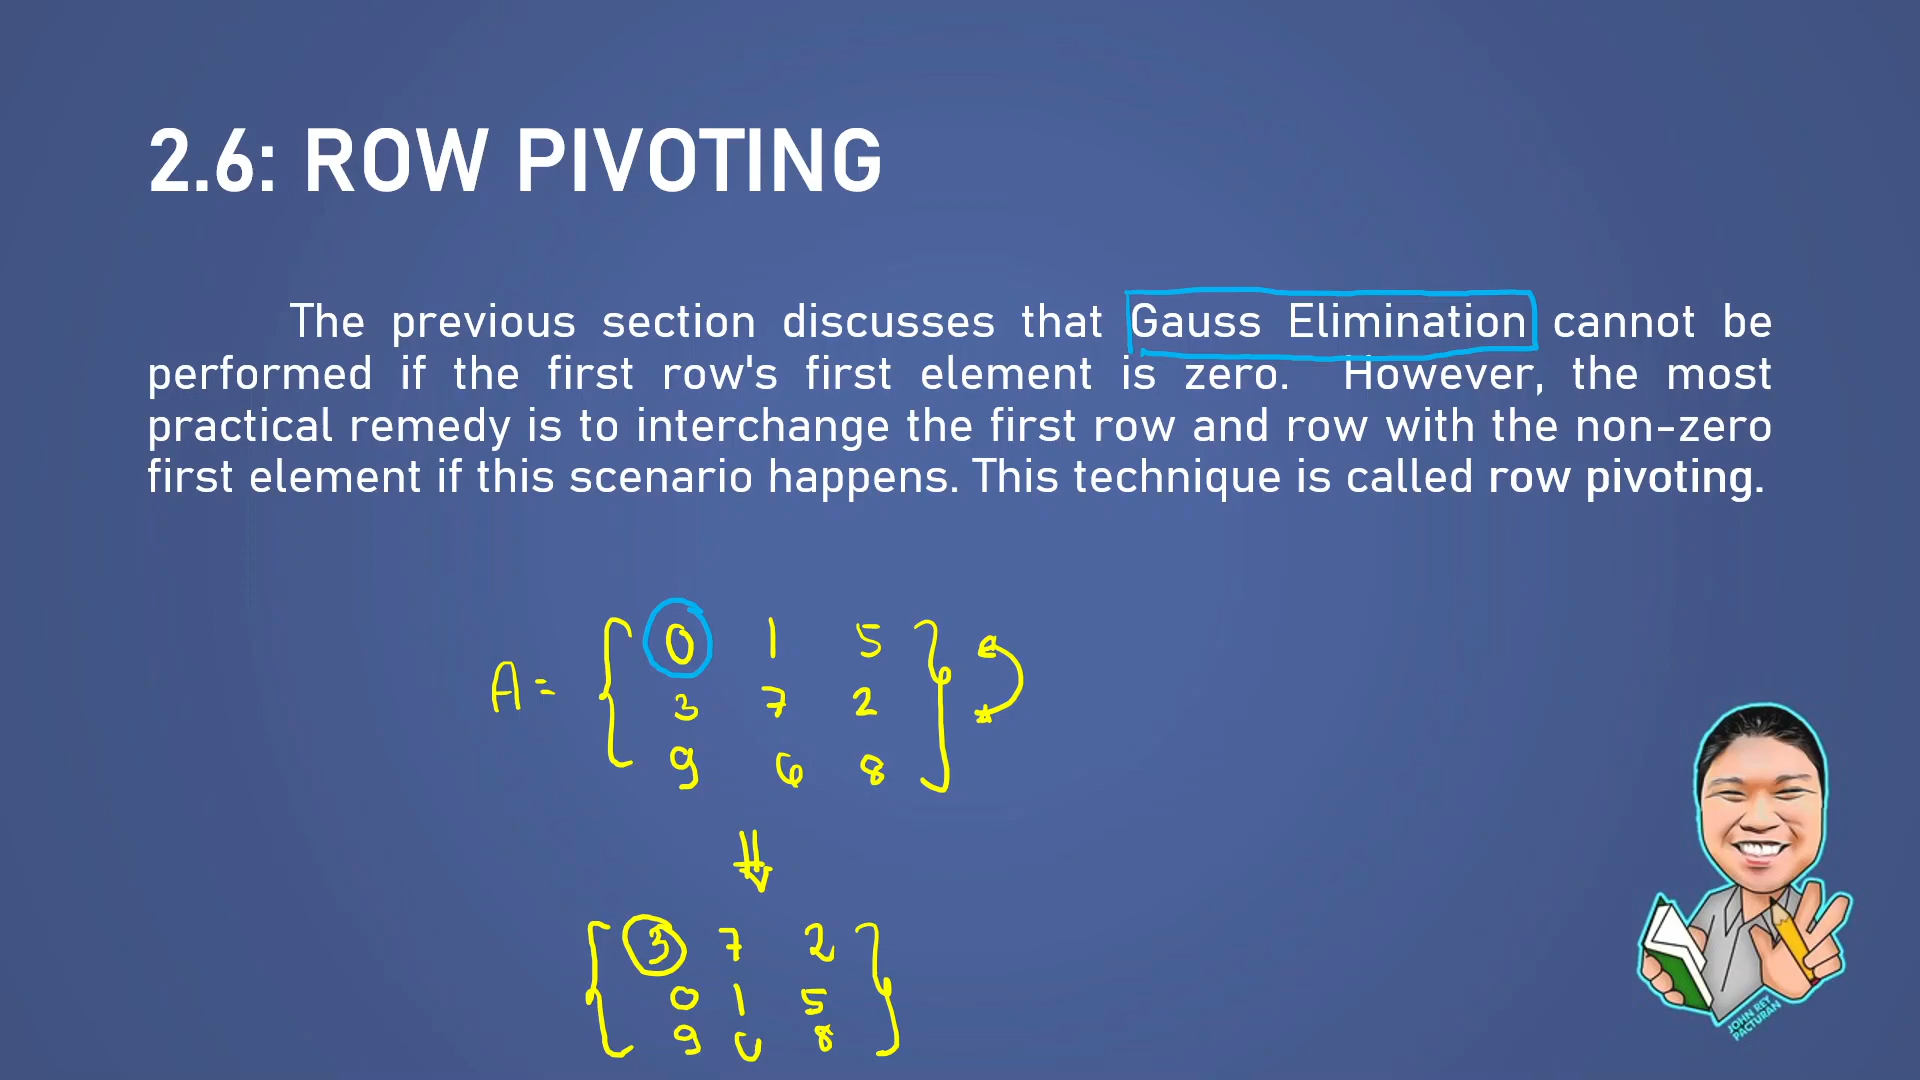 2.6: ROW PIVOTING
The previous section discusses that Gauss Elimination cannot be
performed if the first row's first element is zero. However, the most
practical remedy is to interchange the first row and row with the non-zero
first element if this scenario happens. This technique is called row pivoting.
0 1 5
A =
3 7 2
9 6 8
3 7 2
0 1 5
9 6 8
JOHN REY
PACTURAN